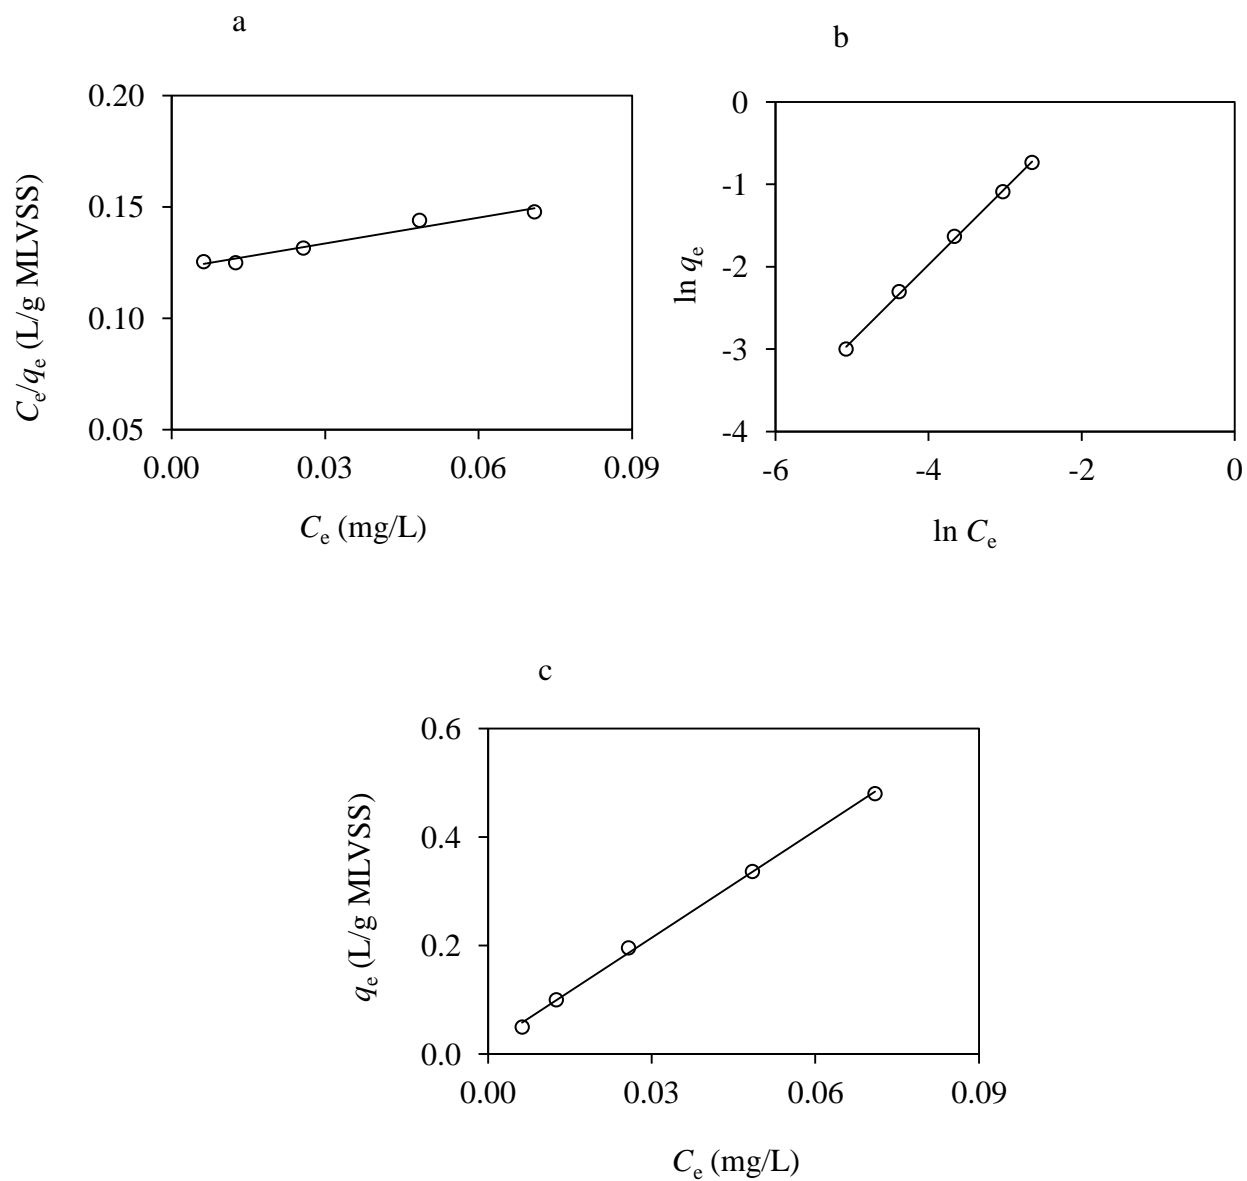 a
0.20
0.15
0.10
0.05
0.00 0.03 0.06 0.09
Ce/qe (L/g MLVSS)
Ce (mg/L)
b
0
-1
-2
-3
-4
-6 -4 -2 0
ln qe
ln Ce
c
0.6
0.4
0.2
0.0
0.00 0.03 0.06 0.09
qe (L/g MLVSS)
Ce (mg/L)